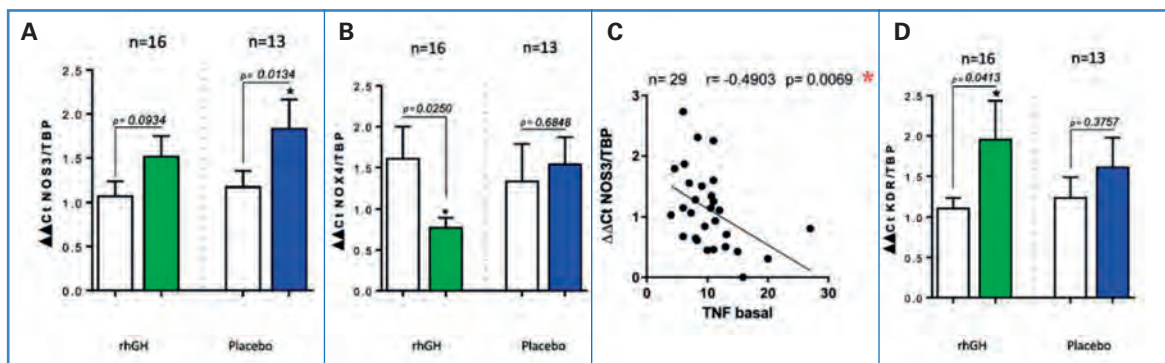 A
n=16 n=13
p= 0.0134
p=0.0934
*
▲▲Ct NOS3/TBP
2.5
2.0
1.5
1.0
0.5
0.0
rhGH Placebo
B
n=16 n=13
p=0.0250
p=0.6848
*
▲▲Ct NOX4/TBP
2.5
2.0
1.5
1.0
0.5
0.0
rhGH Placebo
C
n= 29 r= -0.4903 p= 0.0069 *
ΔΔCt NOS3/TBP
3
2
1
0
0 10 20 30
TNF basal
D
n=16 n=13
p=0.0413
p= 0.3757
*
▲▲Ct KDR/TBP
2.5
2.0
1.5
1.0
0.5
0.0
rhGH Placebo